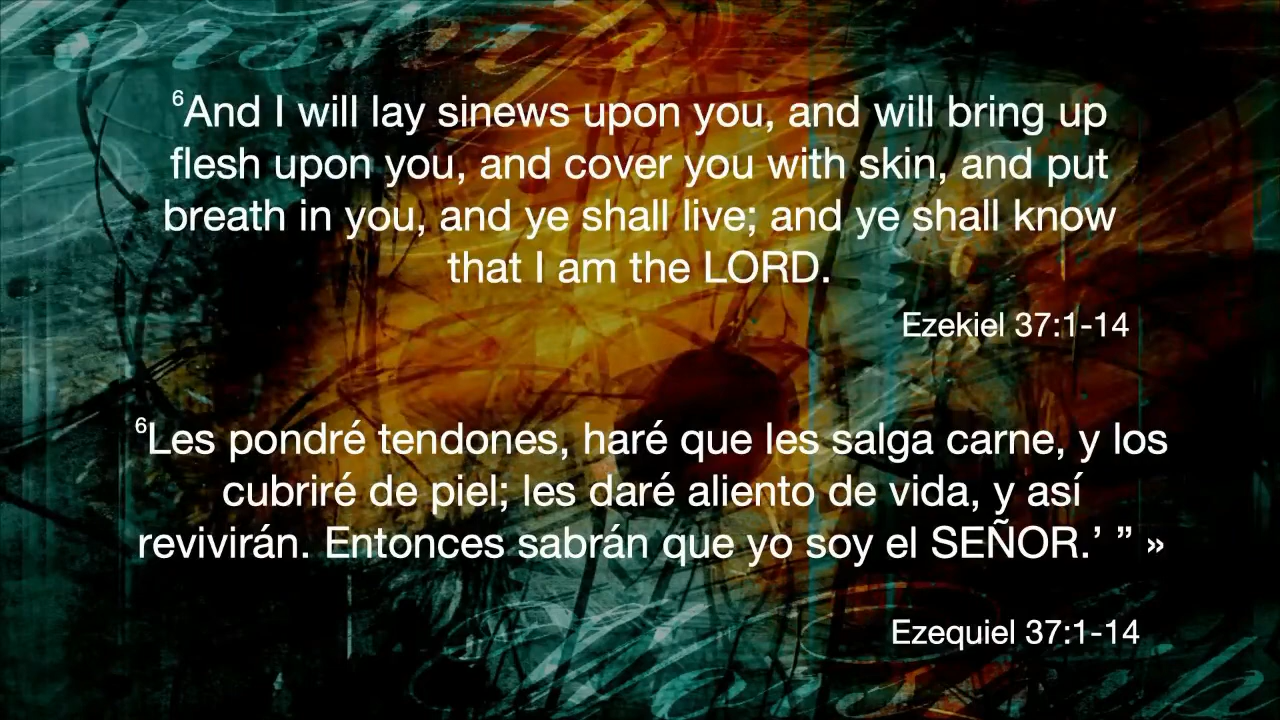 Worship
⁶And I will lay sinews upon you, and will bring up
flesh upon you, and cover you with skin, and put
breath in you, and ye shall live; and ye shall know
that I am the LORD.
Ezekiel 37:1-14
⁶Les pondré tendones, haré que les salga carne, y los
cubriré de piel; les daré aliento de vida, y así
revivirán. Entonces sabrán que yo soy el SEÑOR.’ ” »
Ezequiel 37:1-14
Worship